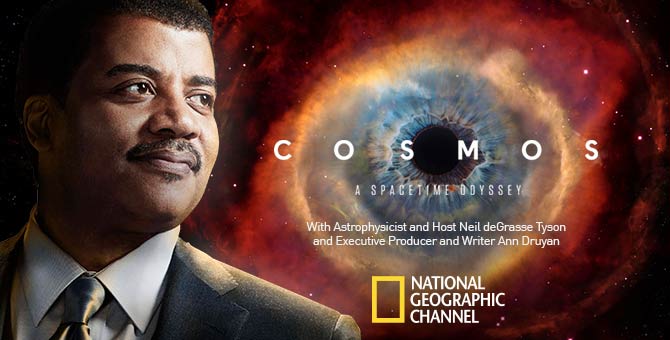 COSMOS
A SPACETIME ODYSSEY
With Astrophysicist and Host Neil deGrasse Tyson
and Executive Producer and Writer Ann Druyan
NATIONAL
GEOGRAPHIC
CHANNEL